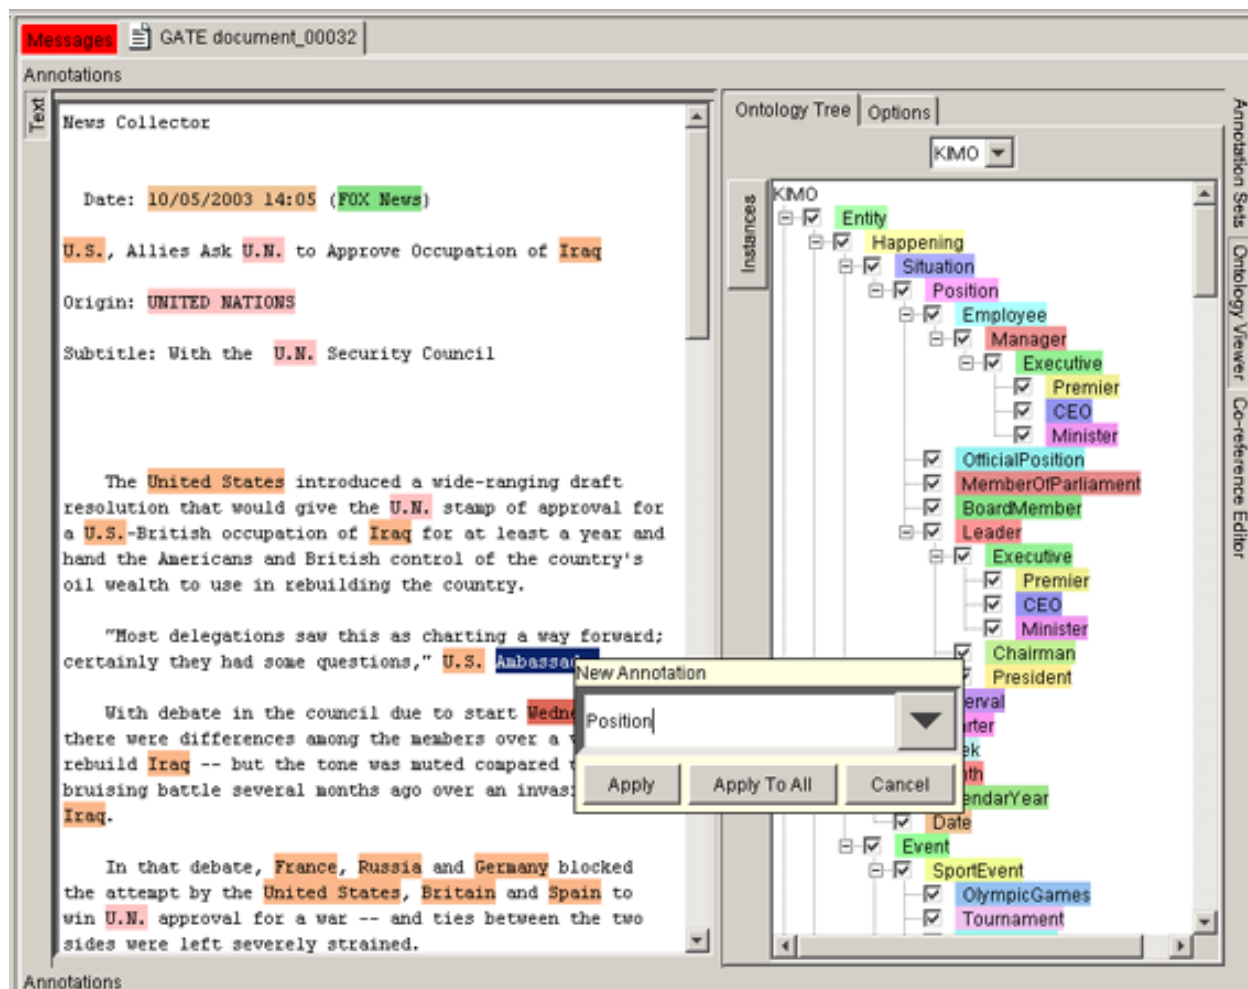 Messages GATE document_00032
Annotations
Text
News Collector
Date: 10/05/2003 14:05 (FOX News)
U.S., Allies Ask U.N. to Approve Occupation of Iraq
Origin: UNITED NATIONS
Subtitle: With the U.N. Security Council
The United States introduced a wide-ranging draft
resolution that would give the U.N. stamp of approval for
a U.S.-British occupation of Iraq for at least a year and
hand the Americans and British control of the country's
oil wealth to use in rebuilding the country.
"Most delegations saw this as charting a way forward;
certainly they had some questions," U.S.
With debate in the council due to start
there were differences among the members over a
rebuild Iraq -- but the tone was muted compared
bruising battle several months ago over an
Iraq.
In that debate, France, Russia and Germany blocked
the attempt by the United States, Britain and Spain to
win U.N. approval for a war -- and ties between the two
sides were left severely strained.
New Annotation
Position
Apply Apply To All Cancel
Ontology Tree Options
KIMO
Instances
KIMO
Entity
Happening
Situation
Position
Employee
Manager
Executive
Premier
CEO
Minister
OfficialPosition
MemberOfParliament
BoardMember
Leader
Executive
Premier
CEO
Minister
Chairman
President
Date
Event
SportEvent
OlympicGames
Tournament
Annotation Sets
Ontology Viewer
Co-reference Editor
Annotations